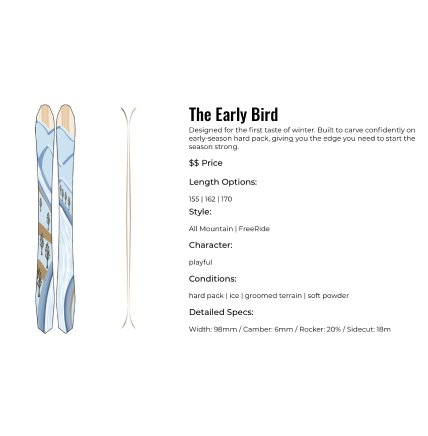 The Early Bird
Designed for the first taste of winter. Built to carve confidently on
early-season hard pack, giving you the edge you need to start the
season strong.
$$ Price
Length Options:
155 | 162 | 170
Style:
All Mountain | FreeRide
Character:
playful
Conditions:
hard pack | ice | groomed terrain | soft powder
Detailed Specs:
Width: 98mm / Camber: 6mm / Rocker: 20% / Sidecut: 18m